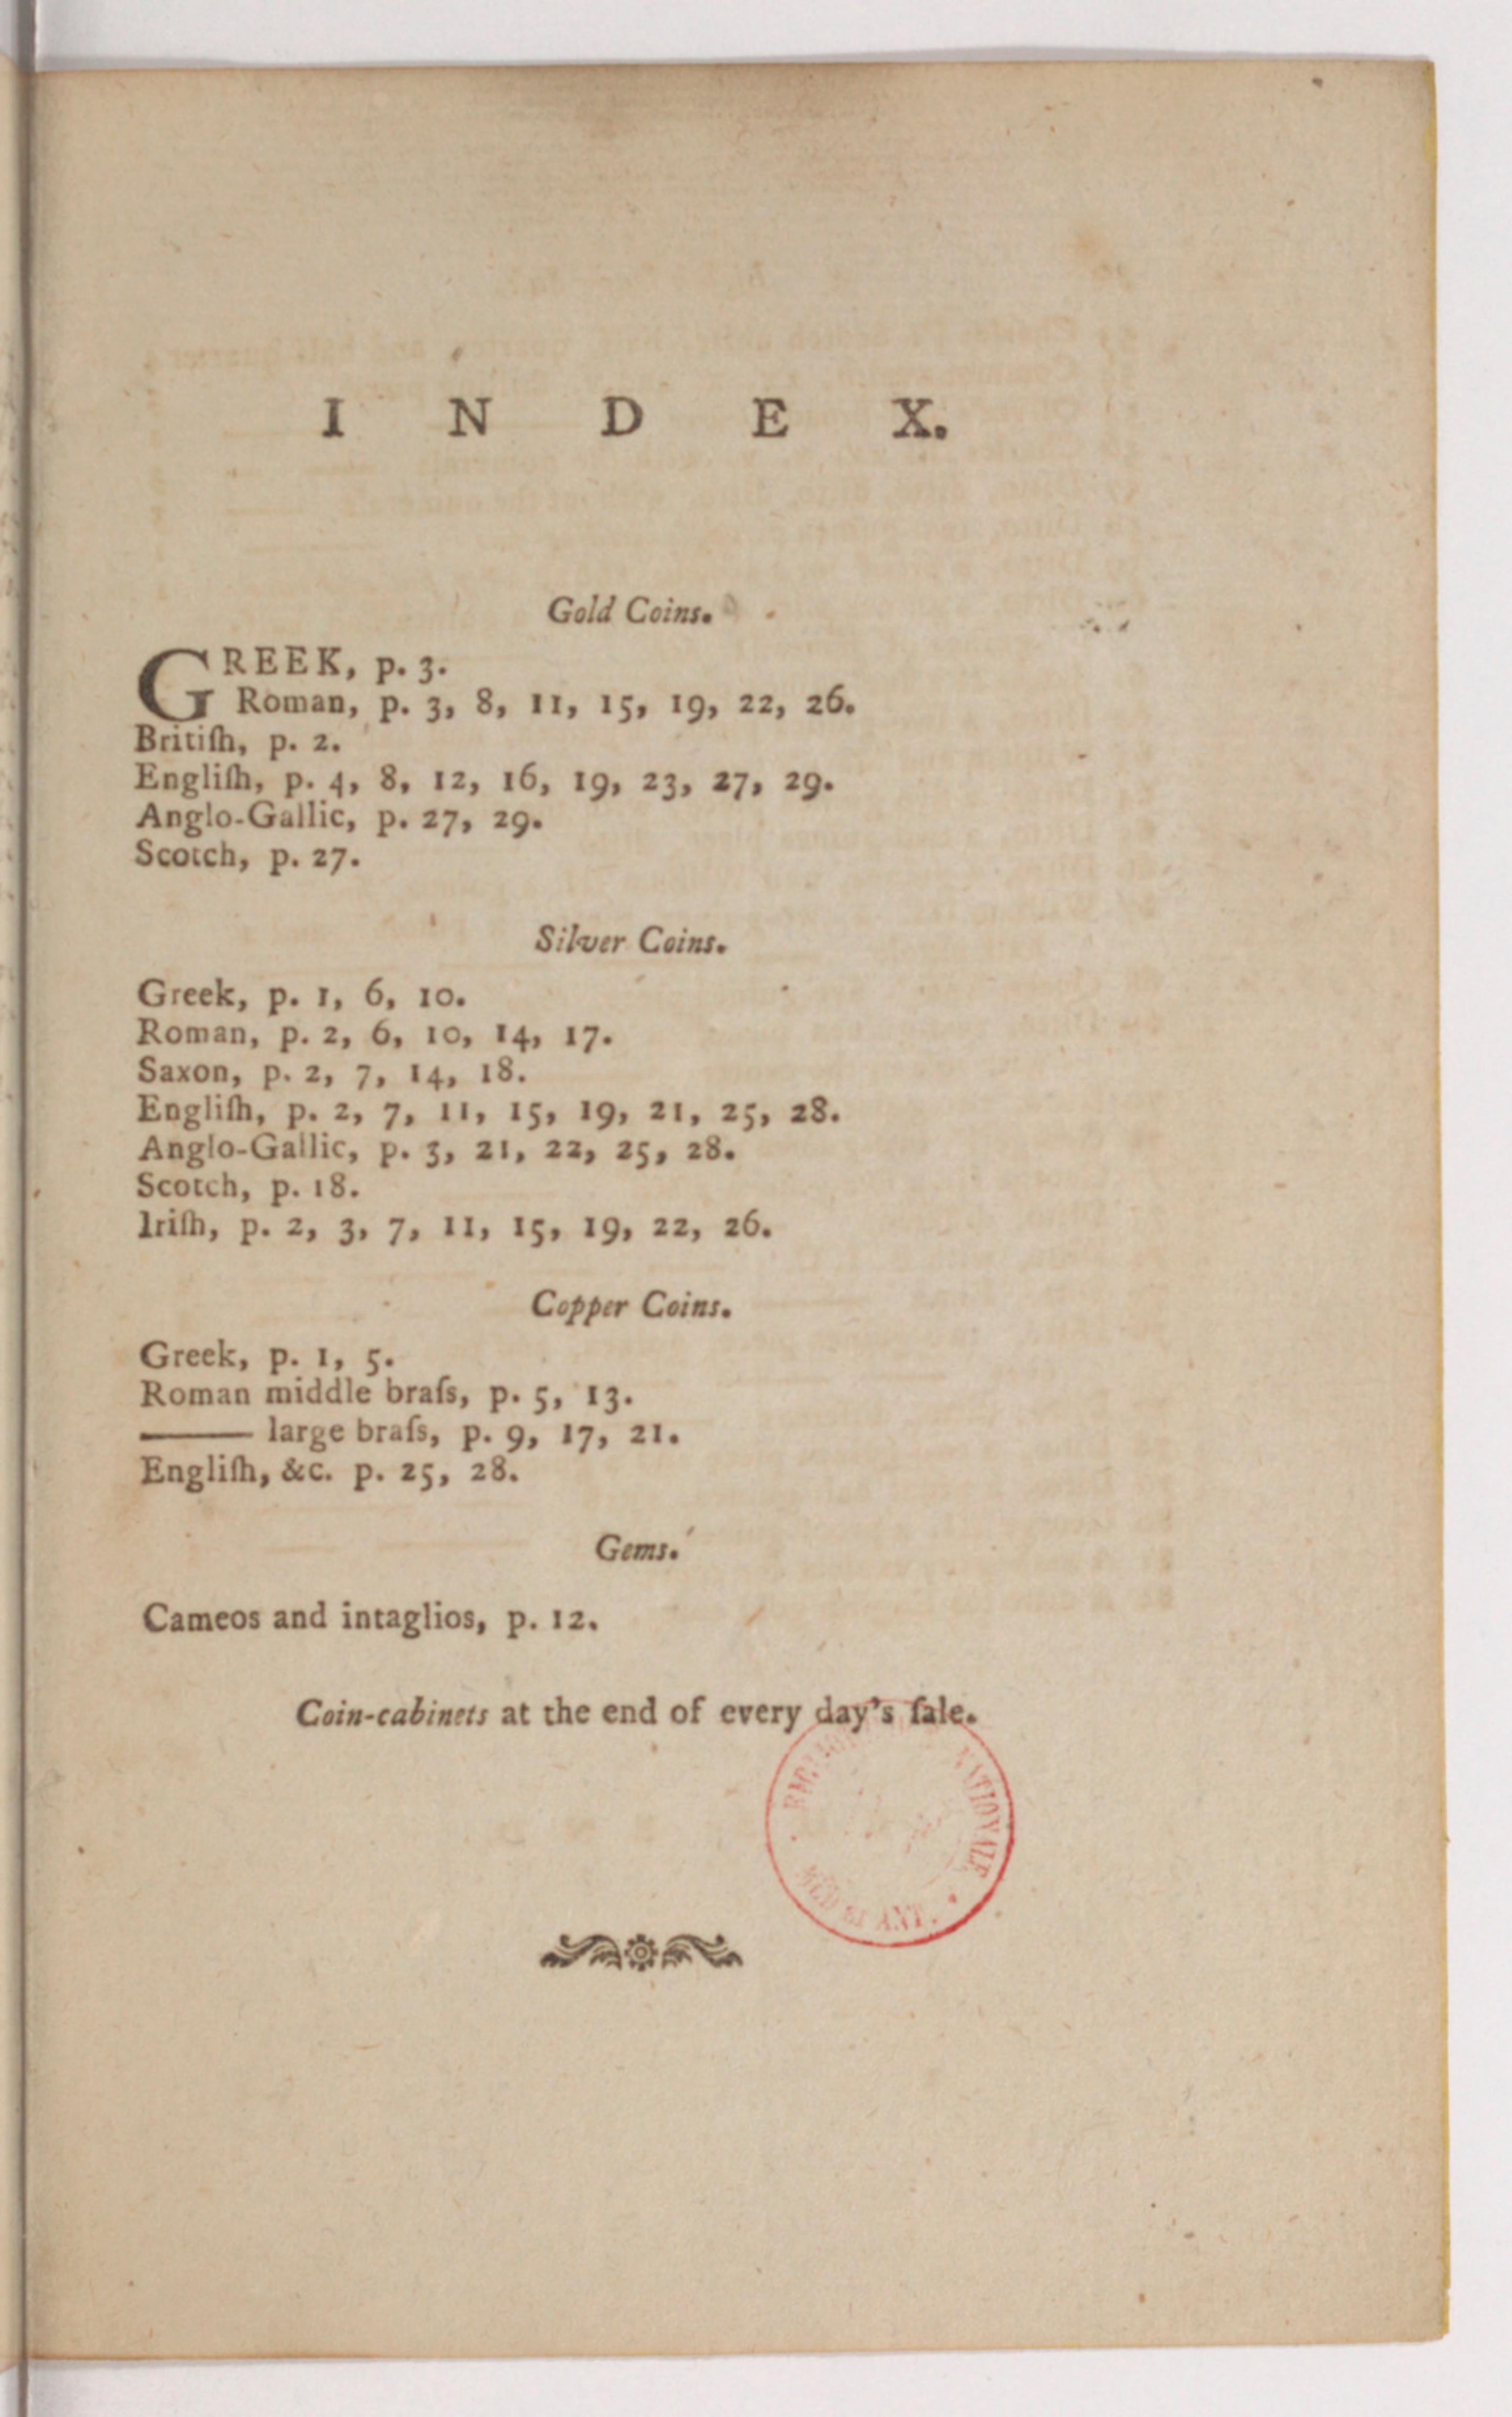 I N D E X.
Gold Coins.
GREEK, p. 3.
Roman, p. 3, 8, 11, 15, 19, 22, 26.
Britiſh, p. 2.
Engliſh, p. 4, 8, 12, 16, 19, 23, 27, 29.
Anglo-Gallic, p. 27, 29.
Scotch, p. 27.
Silver Coins.
Greek, p. 1, 6, 10.
Roman, p. 2, 6, 10, 14, 17.
Saxon, p. 2, 7, 14, 18.
Engliſh, p. 2, 7, 11, 15, 19, 21, 25, 28.
Anglo-Gallic, p. 3, 21, 22, 25, 28.
Scotch, p. 18.
Iriſh, p. 2, 3, 7, 11, 15, 19, 22, 26.
Copper Coins.
Greek, p. 1, 5.
Roman middle braſs, p. 5, 13.
——— large braſs, p. 9, 17, 21.
Engliſh, &c. p. 25, 28.
Gems.
Cameos and intaglios, p. 12.
Coin-cabinets at the end of every day's ſale.
NATIONALE